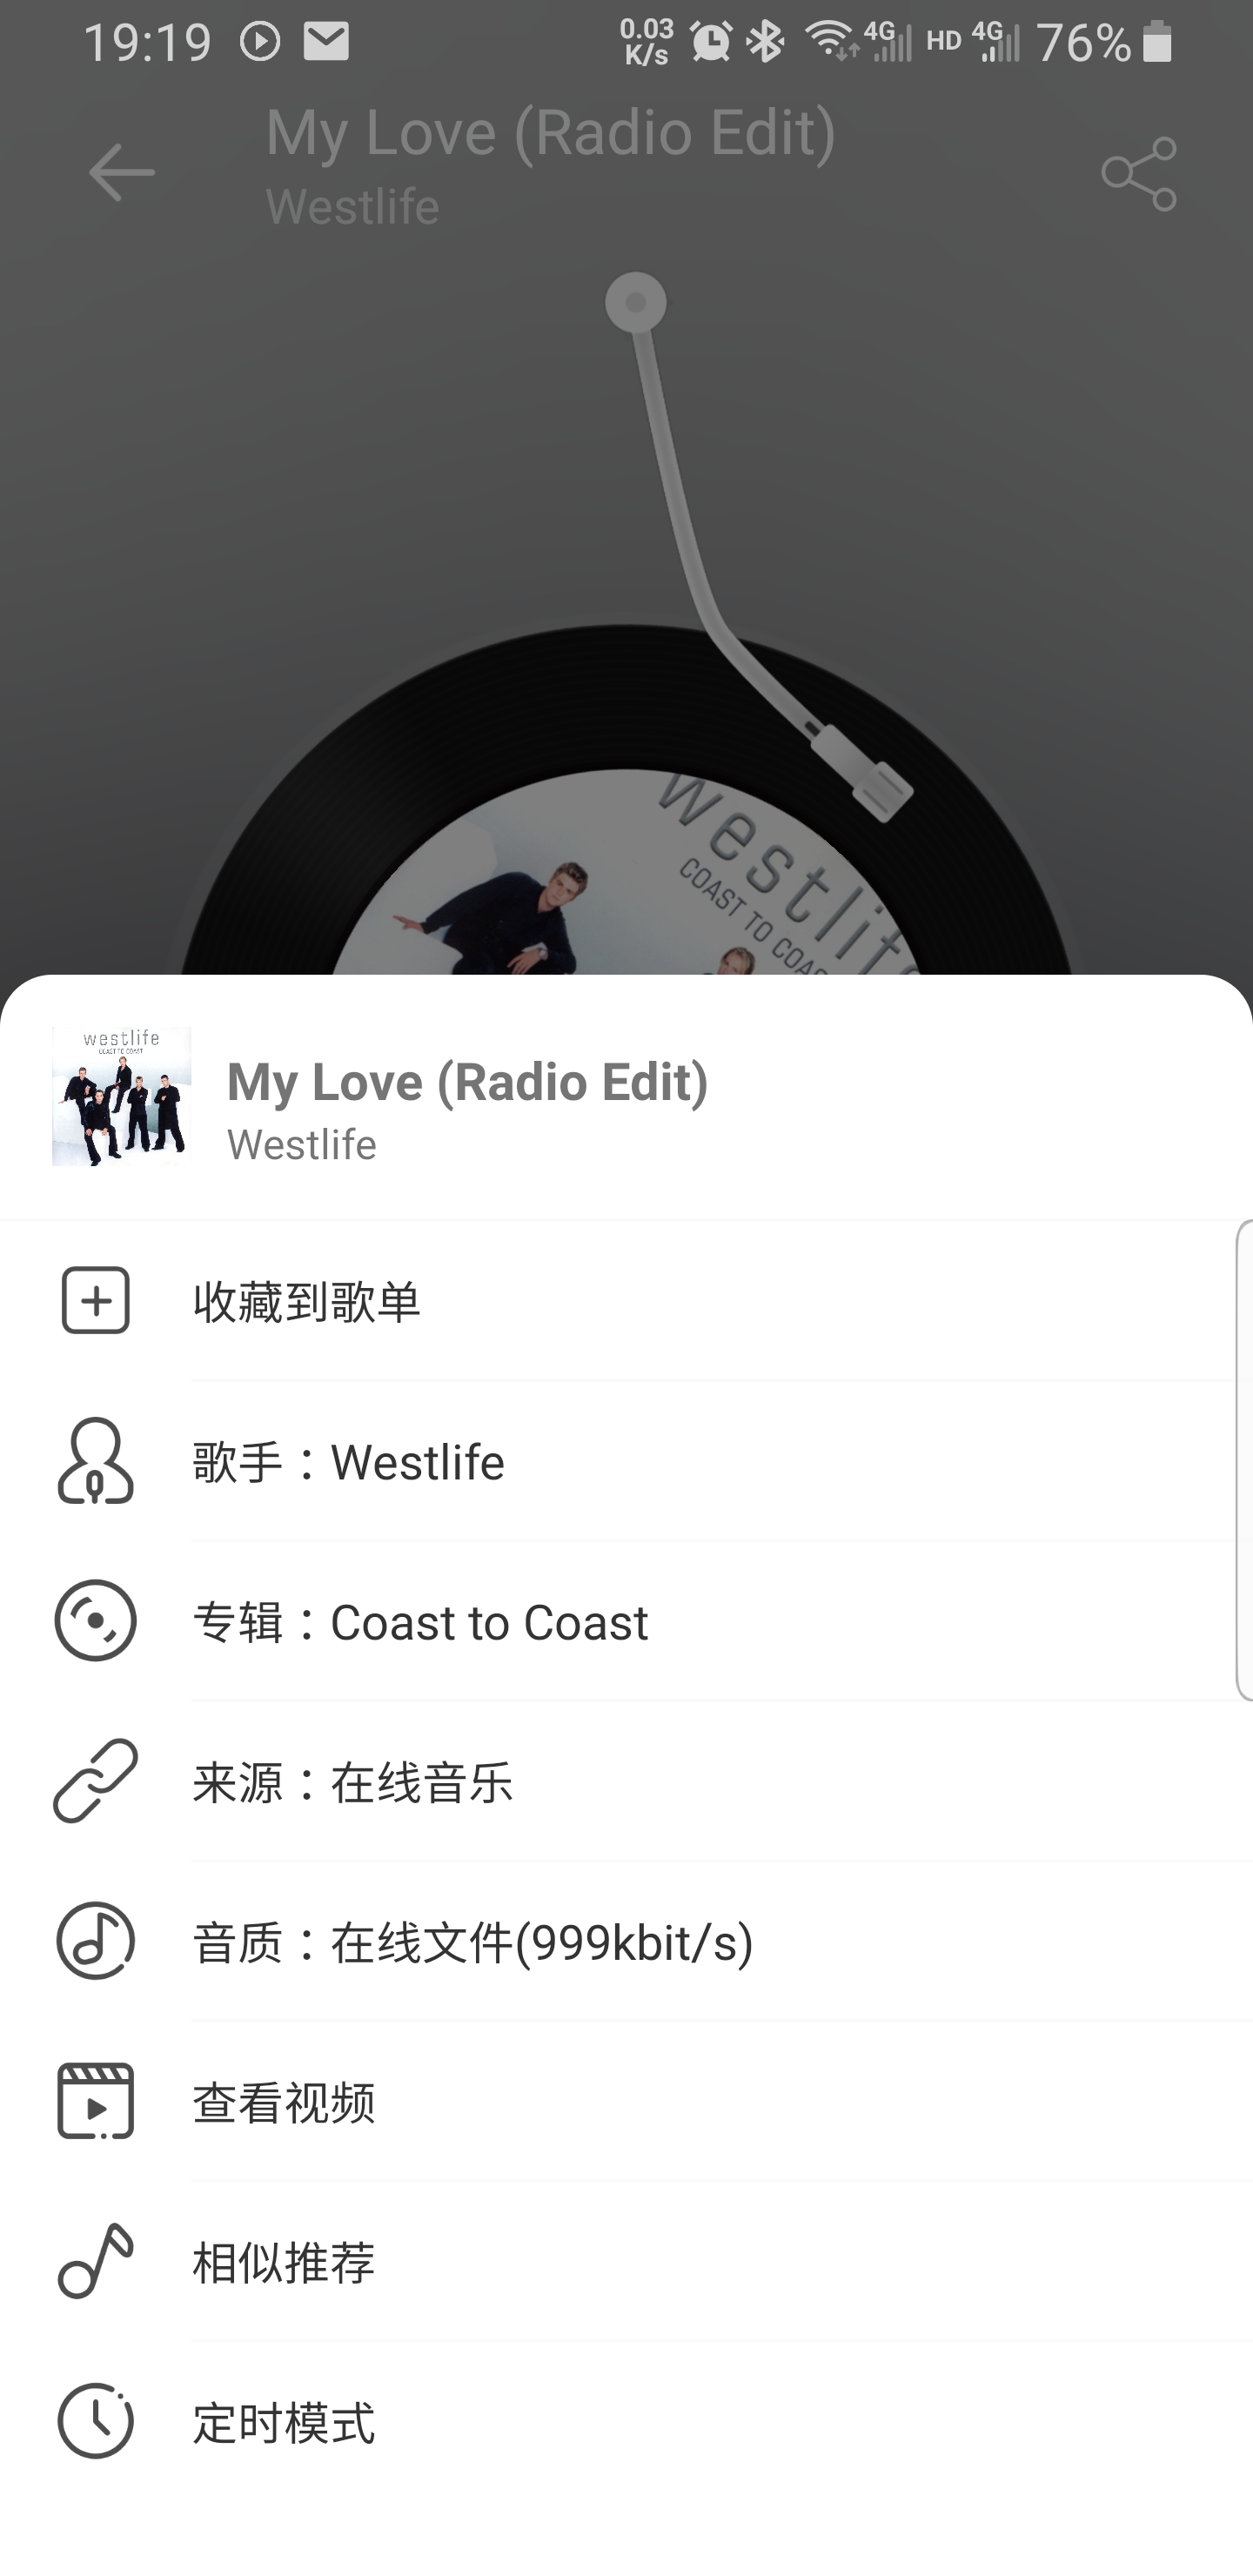 19:19
0.03
K/s
4G
HD
4G
76%
My Love (Radio Edit)
Westlife
westlife
COAST TO COA
westlife
COAST TO COAST
My Love (Radio Edit)
Westlife
收藏到歌单
歌手：Westlife
专辑：Coast to Coast
来源：在线音乐
音质：在线文件(999kbit/s)
查看视频
相似推荐
定时模式